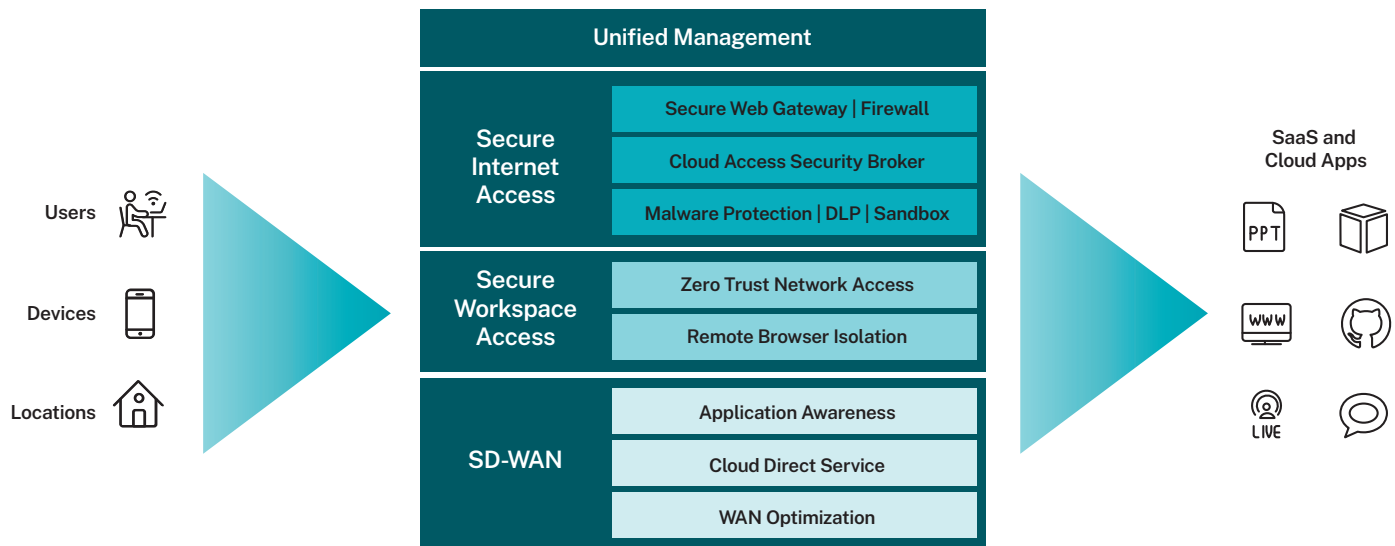 Unified Management
Secure
Internet
Access
Secure Web Gateway | Firewall
Cloud Access Security Broker
Malware Protection | DLP | Sandbox
Secure
Workspace
Access
Zero Trust Network Access
Remote Browser Isolation
SD-WAN
Application Awareness
Cloud Direct Service
WAN Optimization
Users
Devices
Locations
SaaS and
Cloud Apps
PPT
WWW
LIVE